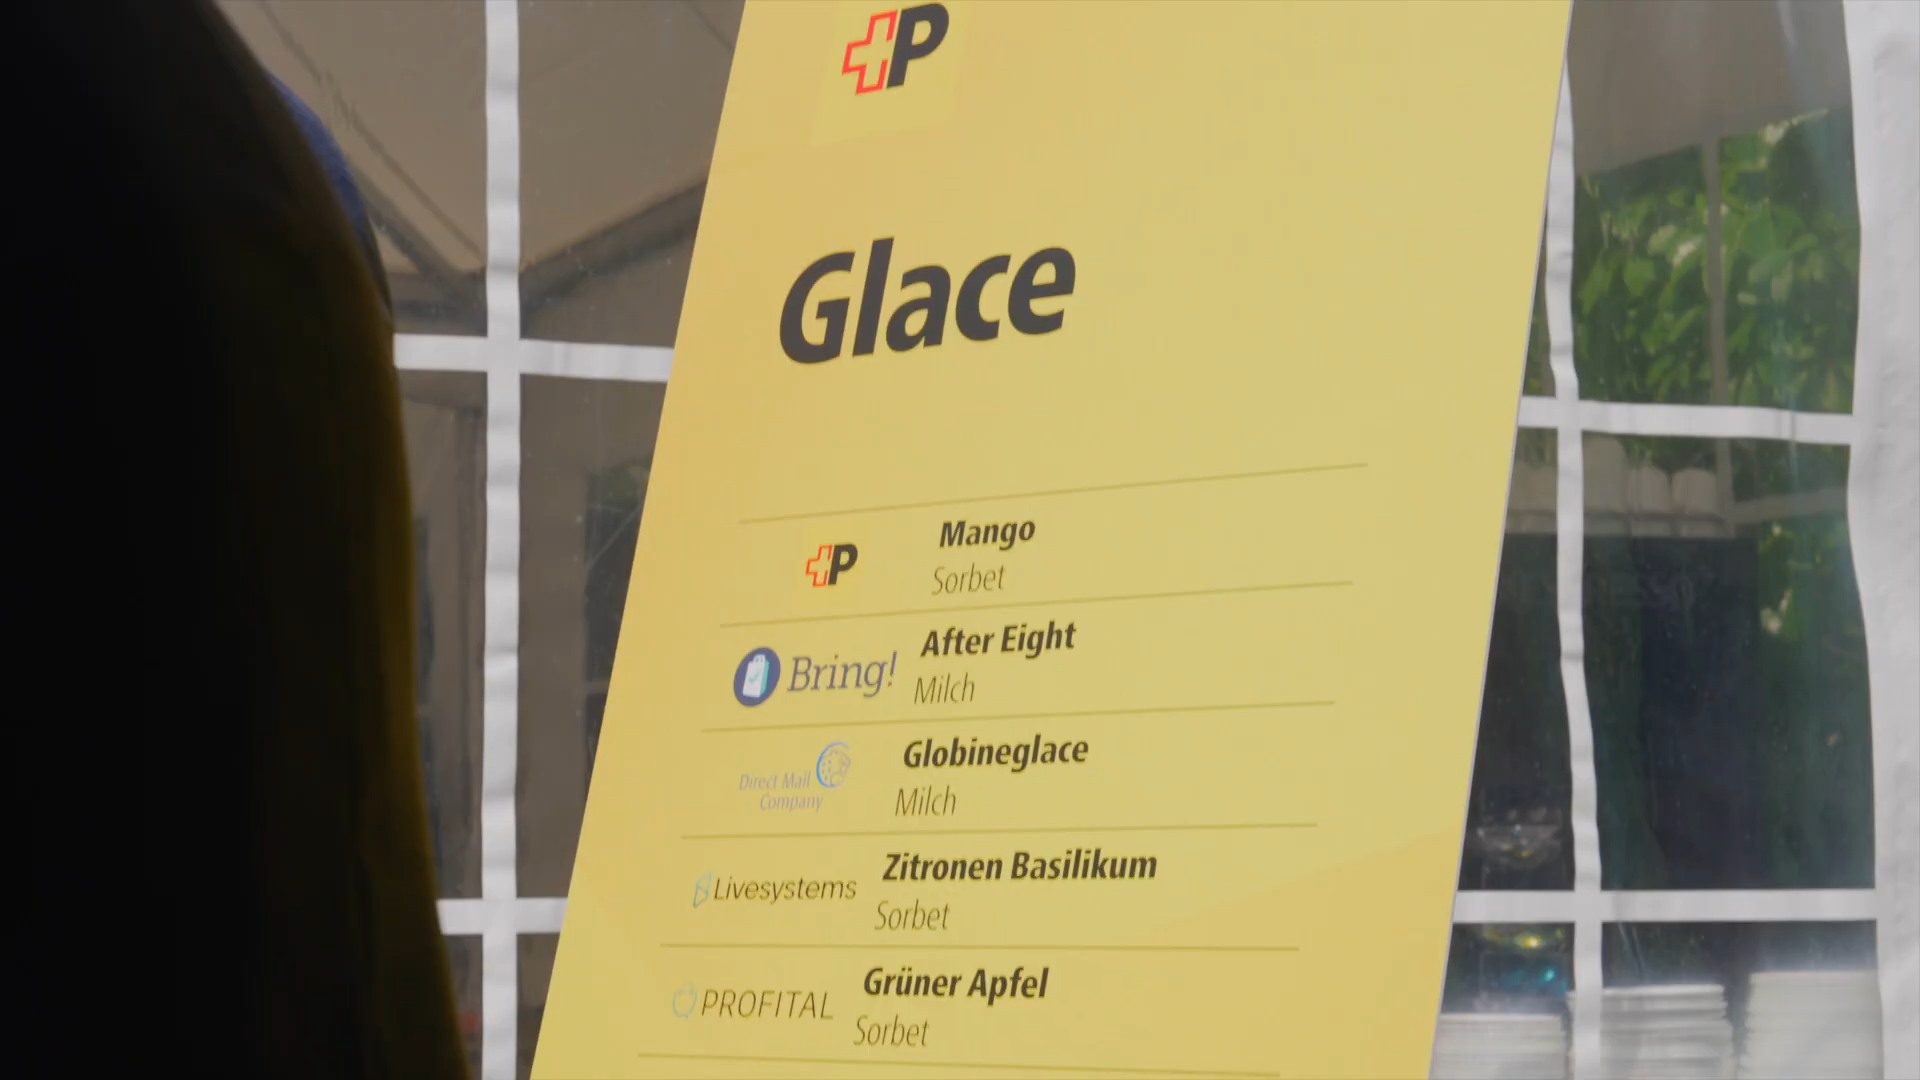 P
Glace
P
Mango
Sorbet
Bring!
After Eight
Milch
Direct Mail
Company
Globineglace
Milch
Livesystems
Zitronen Basilikum
Sorbet
PROFITAL
Grüner Apfel
Sorbet